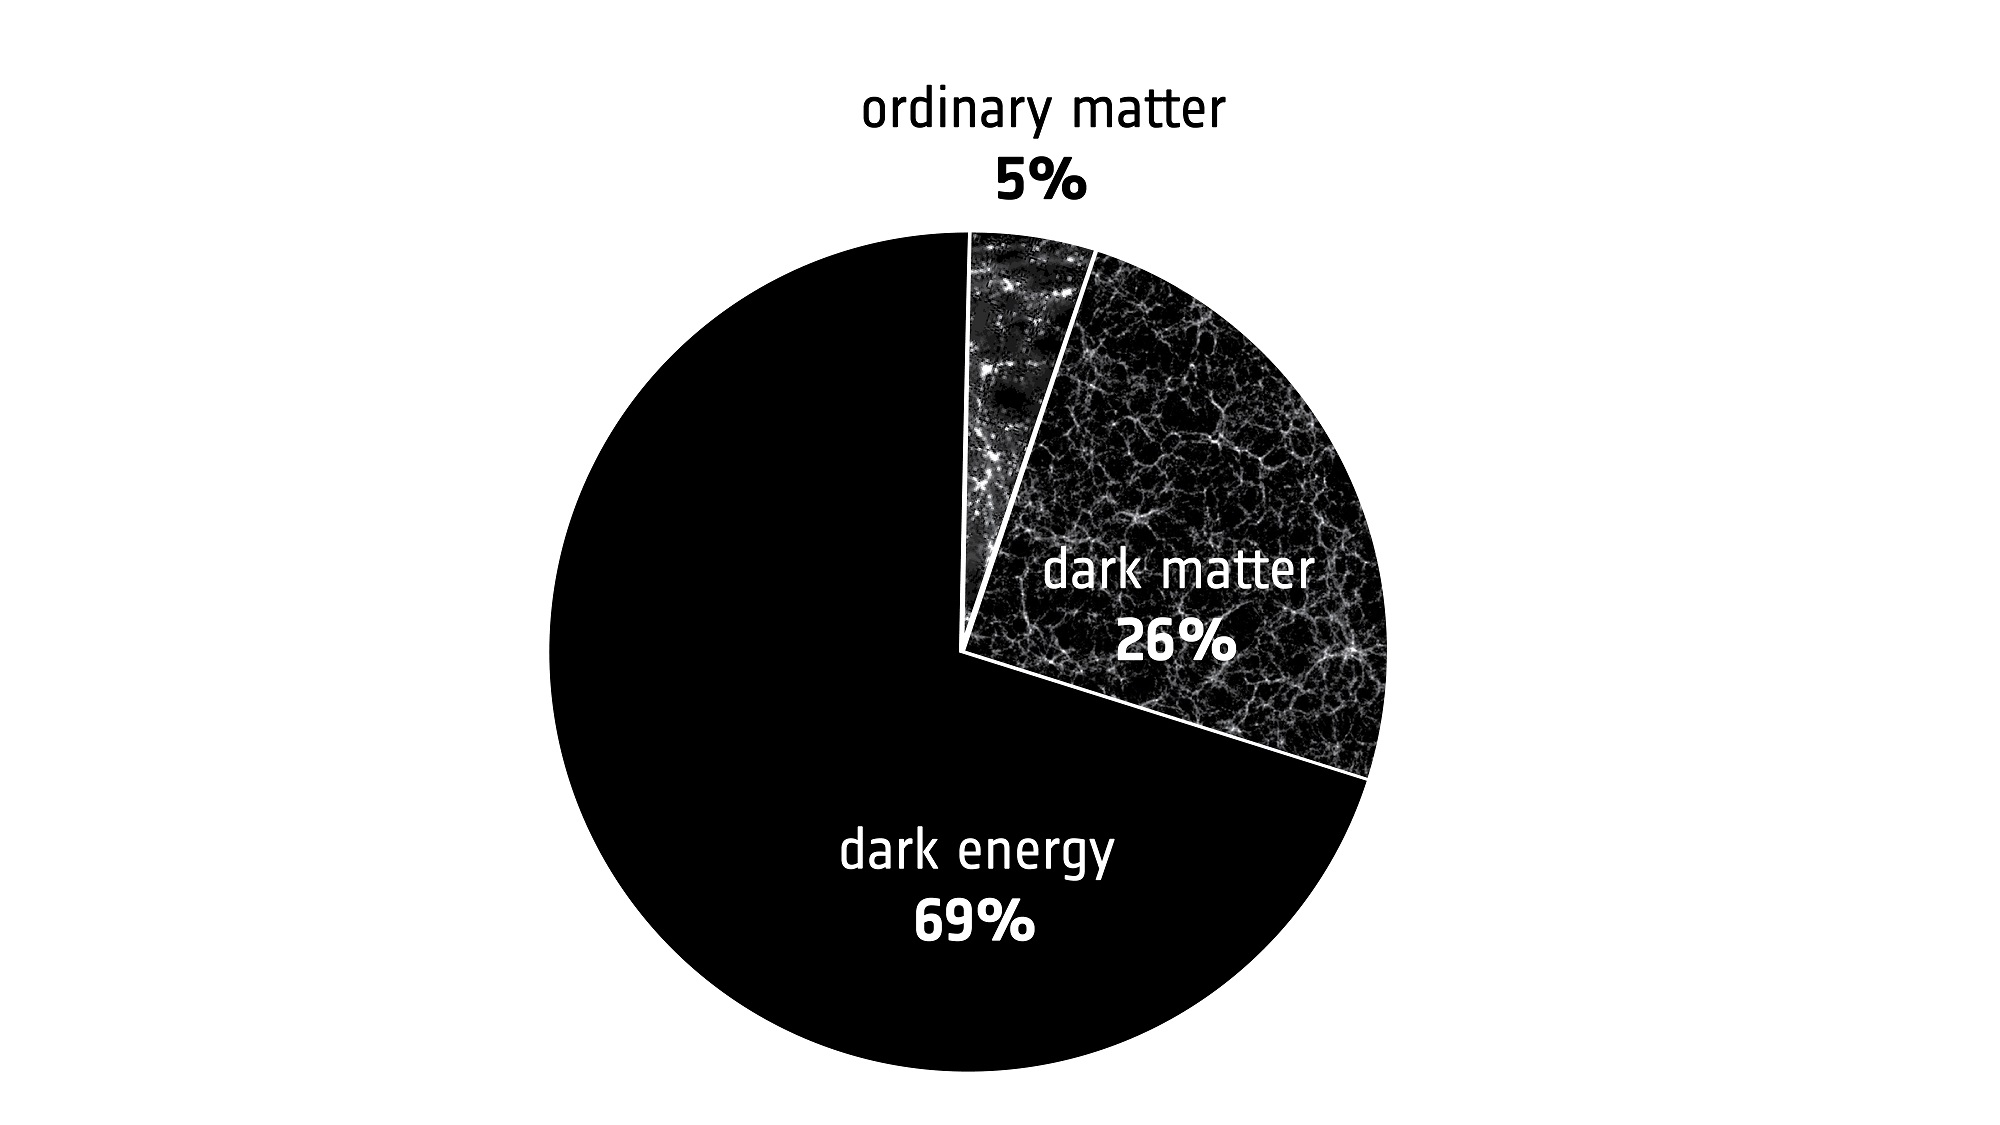 ordinary matter
5%
dark matter
26%
dark energy
69%